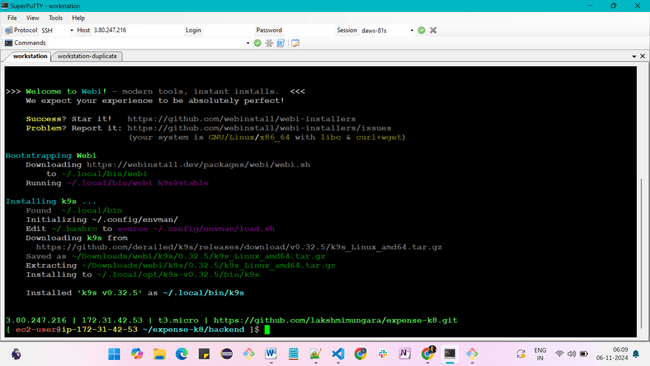 SuperPuTTY - workstation
File View Tools Help
Protocol SSH Host 3.80.247.216 Login Password Session daws-81s
Commands
workstation workstation-duplicate
>>> Welcome to Webi! - modern tools, instant installs. <<<
We expect your experience to be absolutely perfect!
Success? Star it! https://github.com/webinstall/webi-installers
Problem? Report it: https://github.com/webinstall/webi-installers/issues
(your system is GNU/Linux/x86_64 with libc & curl+wget)
Bootstrapping Webi
Downloading https://webinstall.dev/packages/webi/webi.sh
to ~/.local/bin/webi
Running ~/.local/bin/webi k9s@stable
Installing k9s ...
Found ~/.local/bin
Initializing ~/.config/envman/
Edit ~/.bashrc to source ~/.config/envman/load.sh
Downloading k9s from
https://github.com/derailed/k9s/releases/download/v0.32.5/k9s_Linux_amd64.tar.gz
Saved as ~/Downloads/webi/k9s/0.32.5/k9s_Linux_amd64.tar.gz
Extracting ~/Downloads/webi/k9s/0.32.5/k9s_Linux_amd64.tar.gz
Installing to ~/.local/opt/k9s-v0.32.5/bin/k9s
Installed 'k9s v0.32.5' as ~/.local/bin/k9s
3.80.247.216 | 172.31.42.53 | t3.micro | https://github.com/lakshmimungara/expense-k8.git
[ ec2-user@ip-172-31-42-53 ~/expense-k8/backend ]$
ENG 06:09
IN 06-11-2024